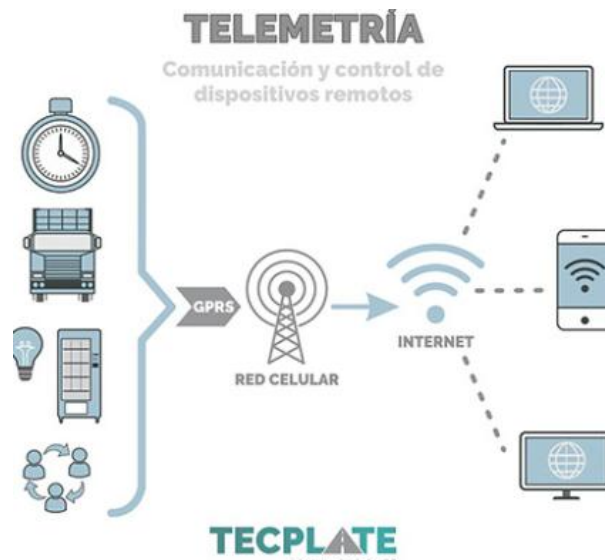 TELEMETRÍA
Comunicación y control de
dispositivos remotos
GPRS
RED CELULAR
INTERNET
TECPLATE